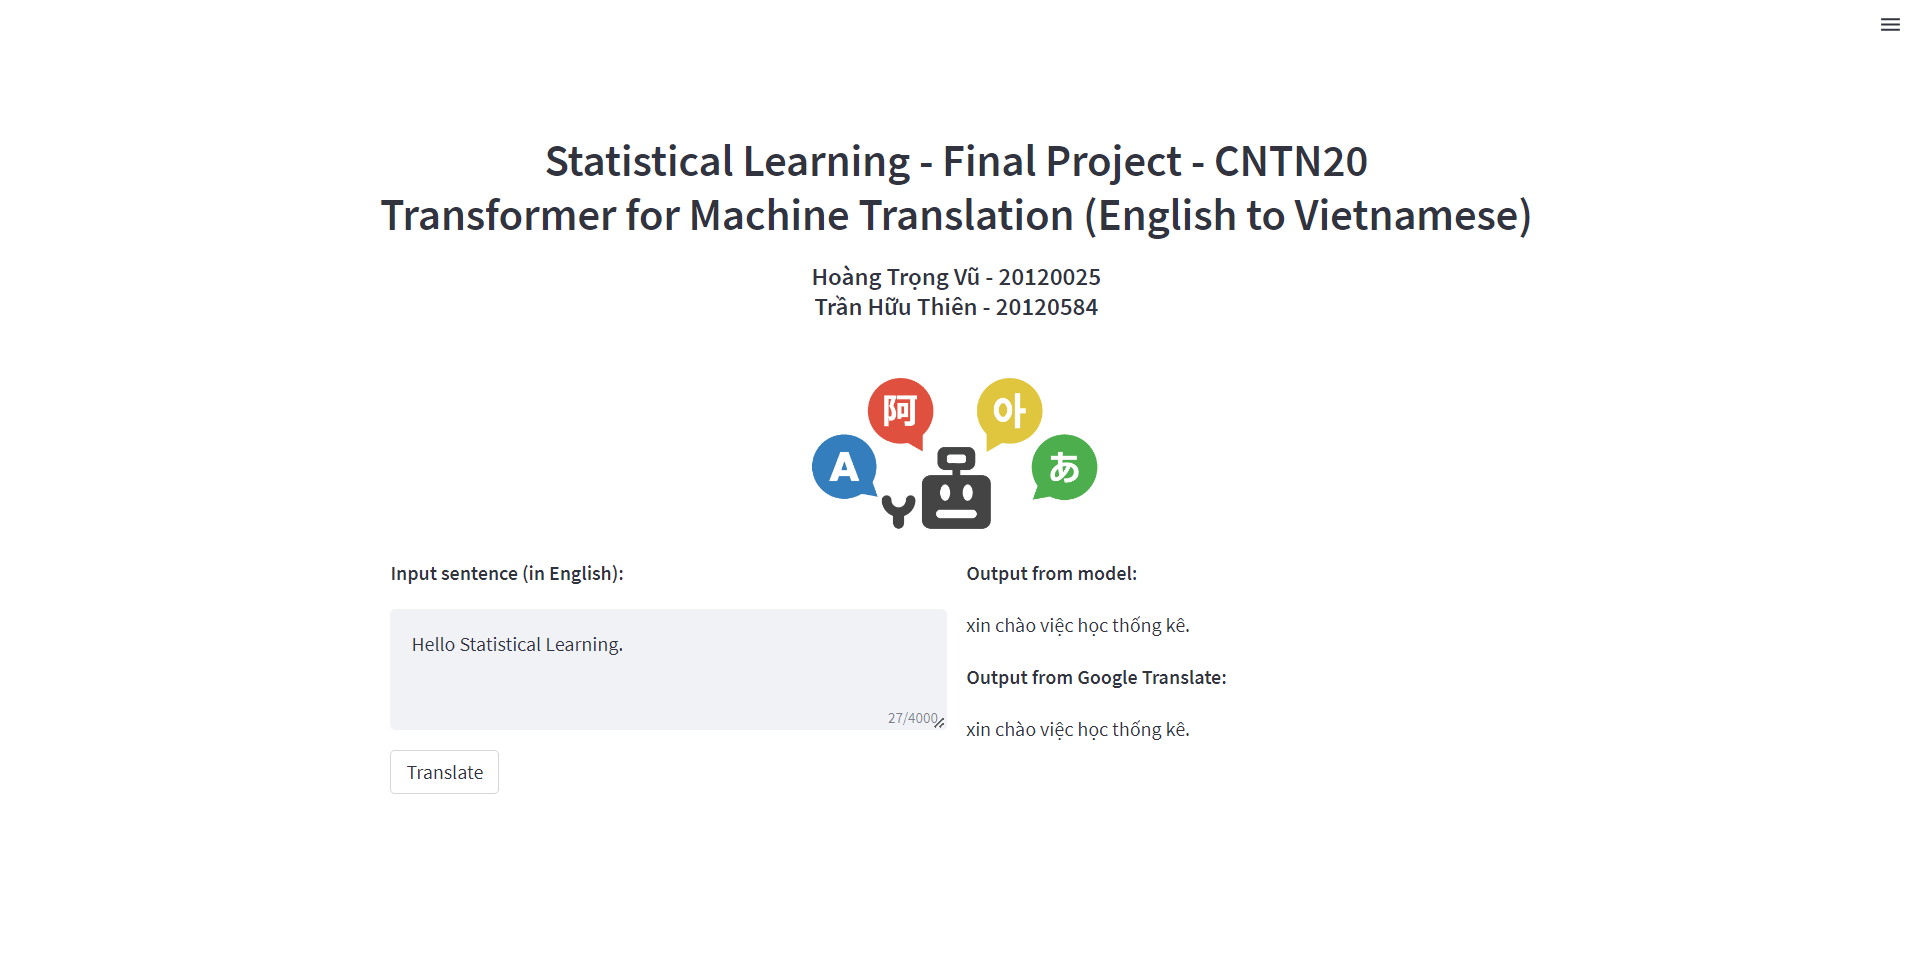 Statistical Learning - Final Project - CNTN20
Transformer for Machine Translation (English to Vietnamese)
Hoàng Trọng Vũ - 20120025
Trần Hữu Thiên - 20120584
A
阿
아
あ
Input sentence (in English):
Hello Statistical Learning.
27/4000
Translate
Output from model:
xin chào việc học thống kê.
Output from Google Translate:
xin chào việc học thống kê.